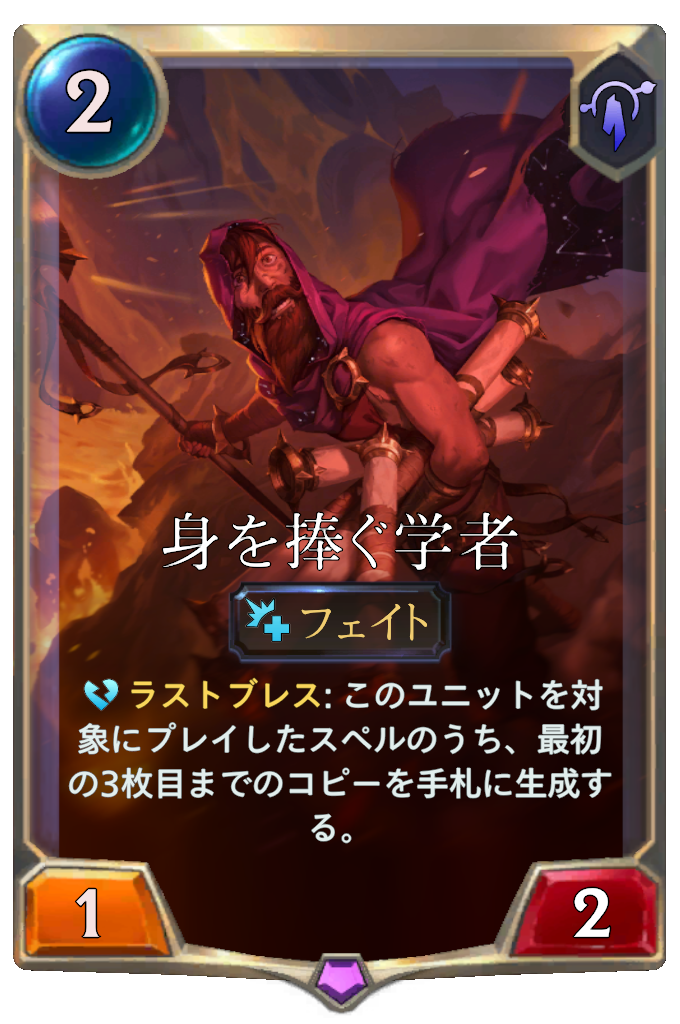 2
身を捧ぐ学者
フェイト
ラストブレス: このユニットを対
象にプレイしたスペルのうち、最初
の3枚目までのコピーを手札に生成す
る。
1
2